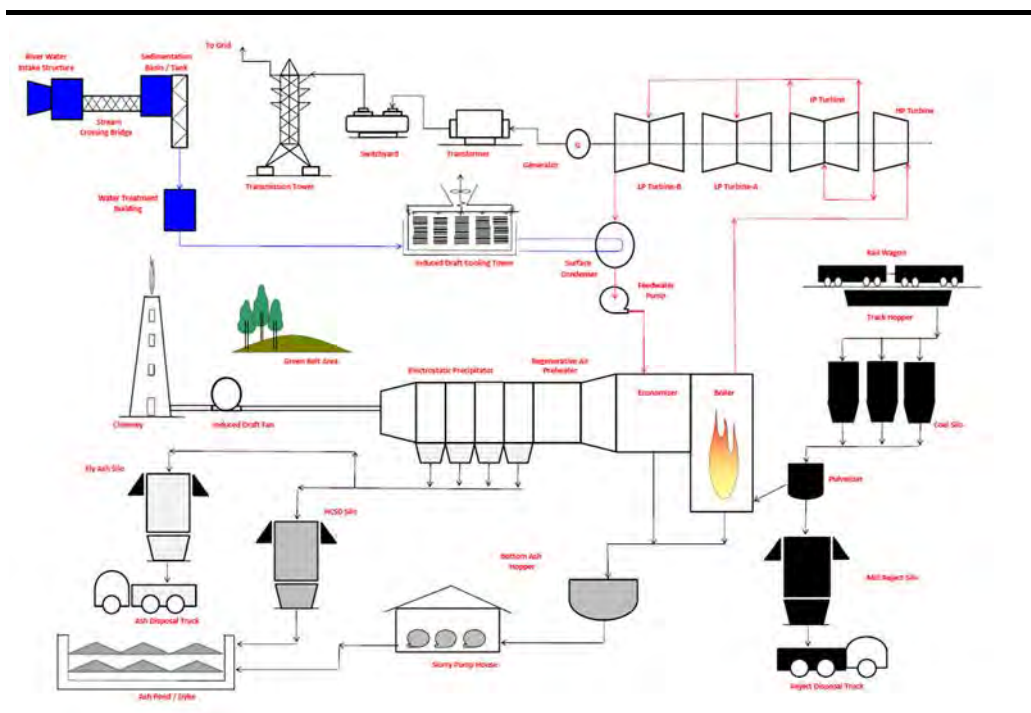 To Grid
River Water
Intake Structure
Sedimentation
Basin / Tank
Stream
Crossing Bridge
IP Turbine
HP Turbine
Switchyard
Transformer
Generator
G
Transmission Tower
LP Turbine-B
LP Turbine-A
Water Treatment
Building
Induced Draft Cooling Tower
Surface
Condenser
Rail Wagon
Feedwater
Pump
Track Hopper
Green Belt Area
Electrostatic Precipitator
Regenerative Air
Preheater
Economizer
Boiler
Chimney
Induced Draft Fan
Coal Silo
Fly Ash Silo
Pulveriser
HCSD Silo
Bottom Ash
Hopper
Mill Reject Silo
Ash Disposal Truck
Slurry Pump House
Reject Disposal Truck
Ash Pond / Dyke